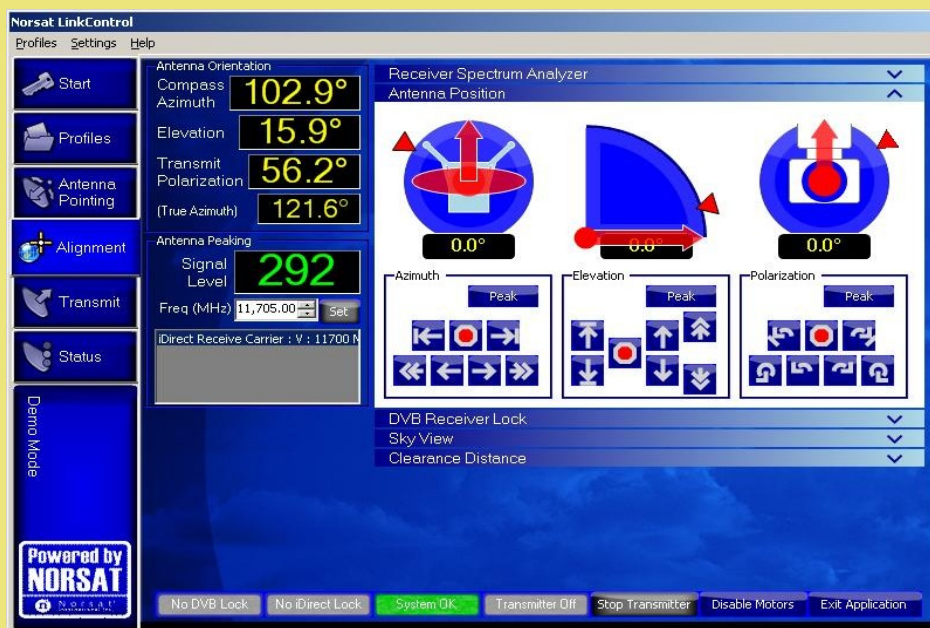 Norsat LinkControl
Profiles Settings Help
Start
Profiles
Antenna
Pointing
Alignment
Transmit
Status
Demo Mode
Powered by
NORSAT
Norsat
Antenna Orientation
Compass
Azimuth
102.9°
Elevation
15.9°
Transmit
Polarization
56.2°
(True Azimuth)
121.6°
Antenna Peaking
Signal
Level
292
Freq (MHz) 11,705.00 Set
iDirect Receive Carrier : V : 11700 M
Receiver Spectrum Analyzer
Antenna Position
0.0° 0.0° 0.0°
Azimuth
Peak
Elevation
Peak
Polarization
Peak
DVB Receiver Lock
Sky View
Clearance Distance
No DVB Lock No iDirect Lock System OK Transmitter Off Stop Transmitter Disable Motors Exit Application